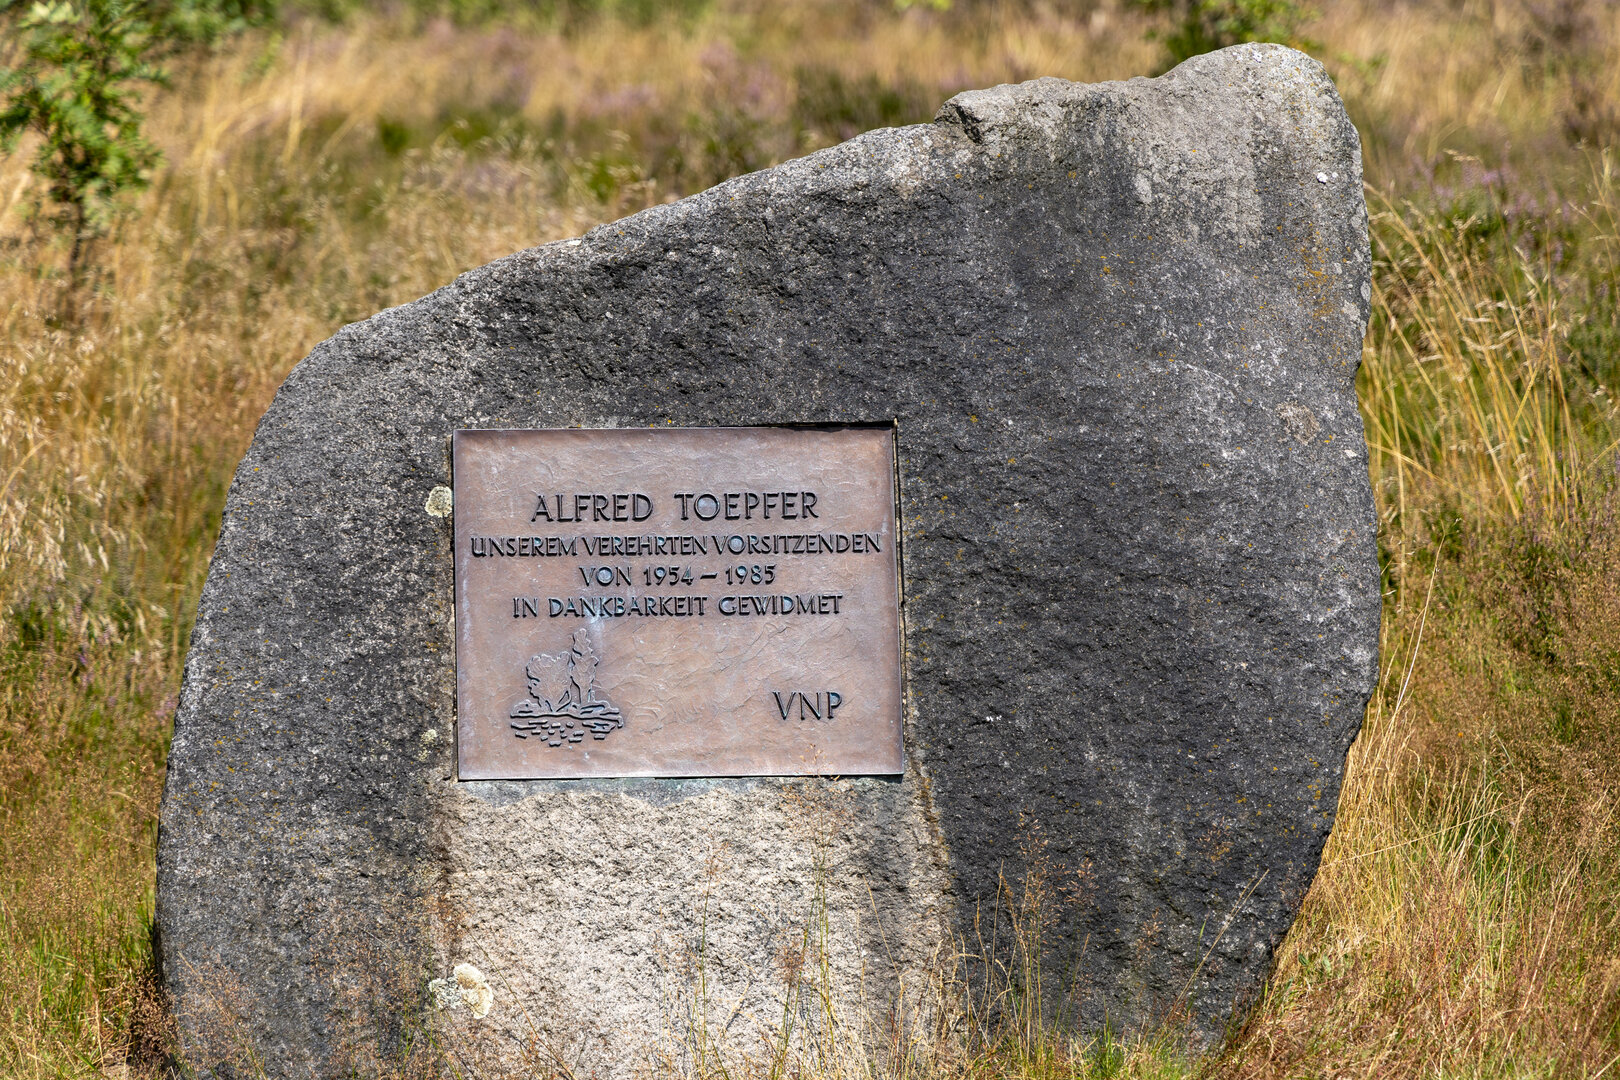 ALFRED TOEPFER
UNSEREM VEREHRTEN VORSITZENDEN
VON 1954 – 1985
IN DANKBARKEIT GEWIDMET
VNP